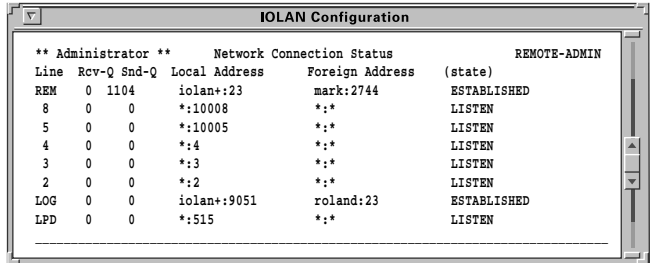 IOLAN Configuration
** Administrator ** Network Connection Status REMOTE-ADMIN
Line Rcv-Q Snd-Q Local Address Foreign Address (state)
REM 0 1104 iolan+:23 mark:2744 ESTABLISHED
8 0 0 *:10008 *:* LISTEN
5 0 0 *:10005 *:* LISTEN
4 0 0 *:4 *:* LISTEN
3 0 0 *:3 *:* LISTEN
2 0 0 *:2 *:* LISTEN
LOG 0 0 iolan+:9051 roland:23 ESTABLISHED
LPD 0 0 *:515 *:* LISTEN